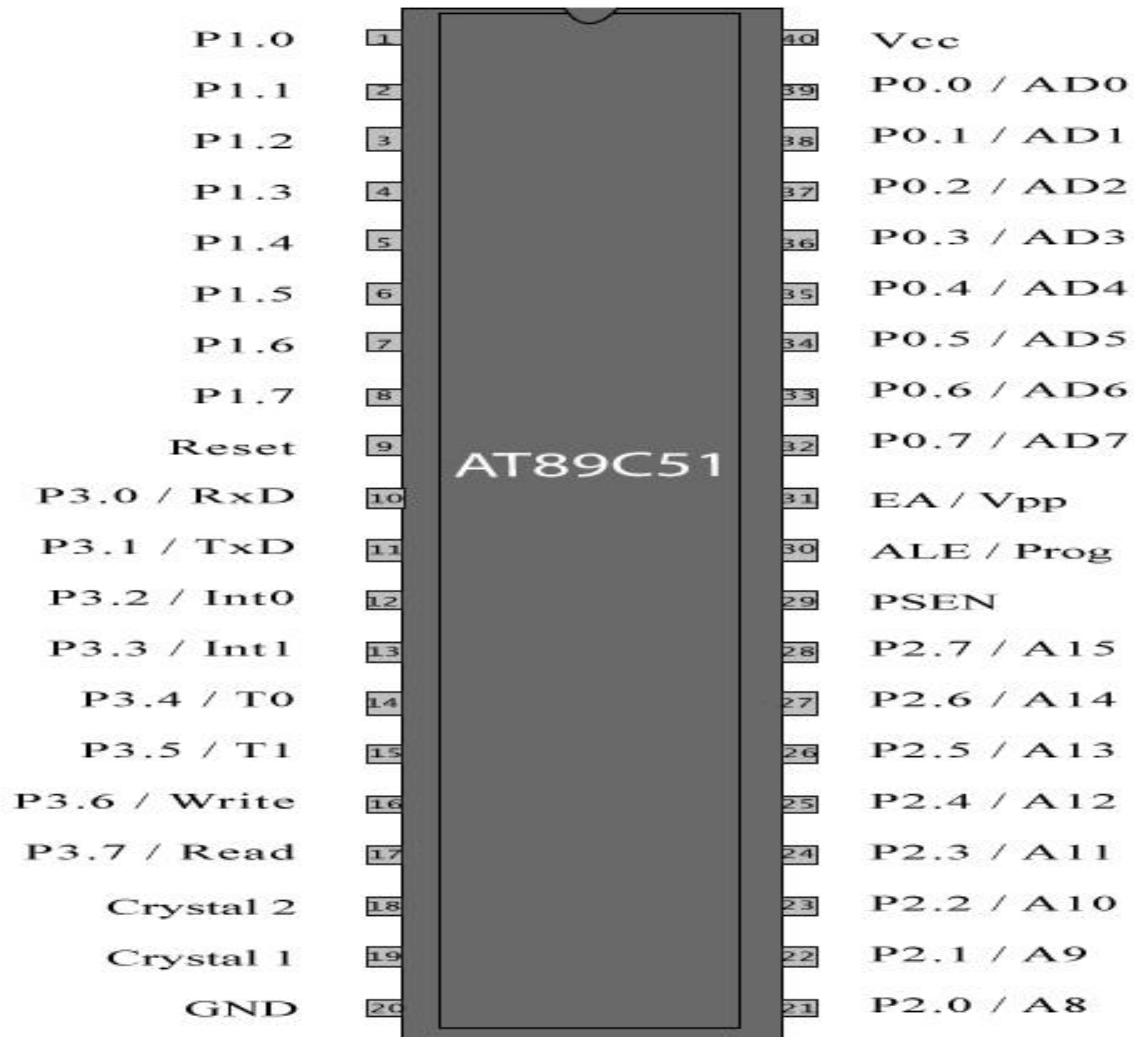 P1.0 1 40 Vcc
P1.1 2 39 P0.0 / AD0
P1.2 3 38 P0.1 / AD1
P1.3 4 37 P0.2 / AD2
P1.4 5 36 P0.3 / AD3
P1.5 6 35 P0.4 / AD4
P1.6 7 34 P0.5 / AD5
P1.7 8 33 P0.6 / AD6
Reset 9 32 P0.7 / AD7
AT89C51
P3.0 / RxD 10 31 EA / Vpp
P3.1 / TxD 11 30 ALE / Prog
P3.2 / Int0 12 29 PSEN
P3.3 / Int1 13 28 P2.7 / A15
P3.4 / T0 14 27 P2.6 / A14
P3.5 / T1 15 26 P2.5 / A13
P3.6 / Write 16 25 P2.4 / A12
P3.7 / Read 17 24 P2.3 / A11
Crystal 2 18 23 P2.2 / A10
Crystal 1 19 22 P2.1 / A9
GND 20 21 P2.0 / A8